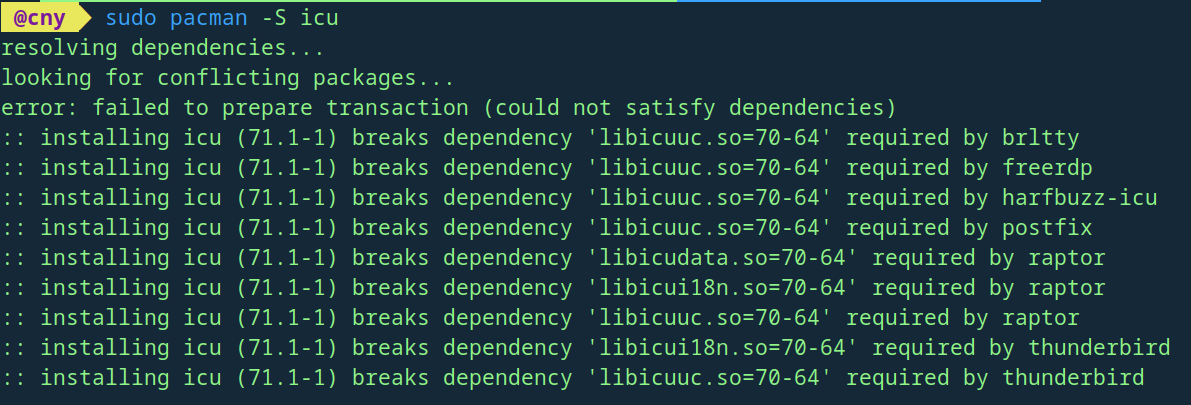 @cny sudo pacman -S icu
resolving dependencies...
looking for conflicting packages...
error: failed to prepare transaction (could not satisfy dependencies)
:: installing icu (71.1-1) breaks dependency 'libicuuc.so=70-64' required by brltty
:: installing icu (71.1-1) breaks dependency 'libicuuc.so=70-64' required by freerdp
:: installing icu (71.1-1) breaks dependency 'libicuuc.so=70-64' required by harfbuzz-icu
:: installing icu (71.1-1) breaks dependency 'libicuuc.so=70-64' required by postfix
:: installing icu (71.1-1) breaks dependency 'libicudata.so=70-64' required by raptor
:: installing icu (71.1-1) breaks dependency 'libicui18n.so=70-64' required by raptor
:: installing icu (71.1-1) breaks dependency 'libicuuc.so=70-64' required by raptor
:: installing icu (71.1-1) breaks dependency 'libicui18n.so=70-64' required by thunderbird
:: installing icu (71.1-1) breaks dependency 'libicuuc.so=70-64' required by thunderbird